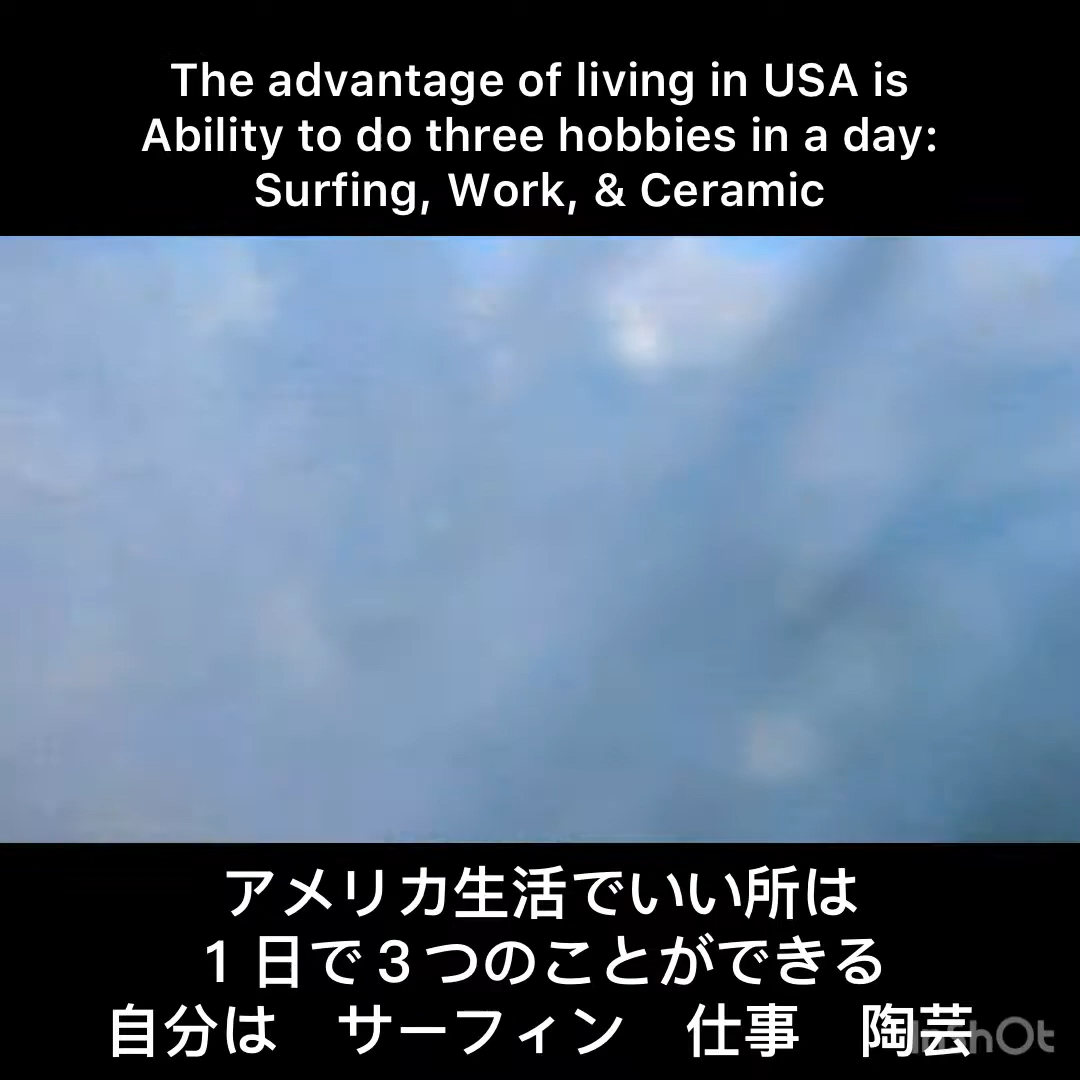 The advantage of living in USA is
Ability to do three hobbies in a day:
Surfing, Work, & Ceramic
アメリカ生活でいい所は
１日で３つのことができる
自分は　サーフィン　仕事　陶芸
InShOt